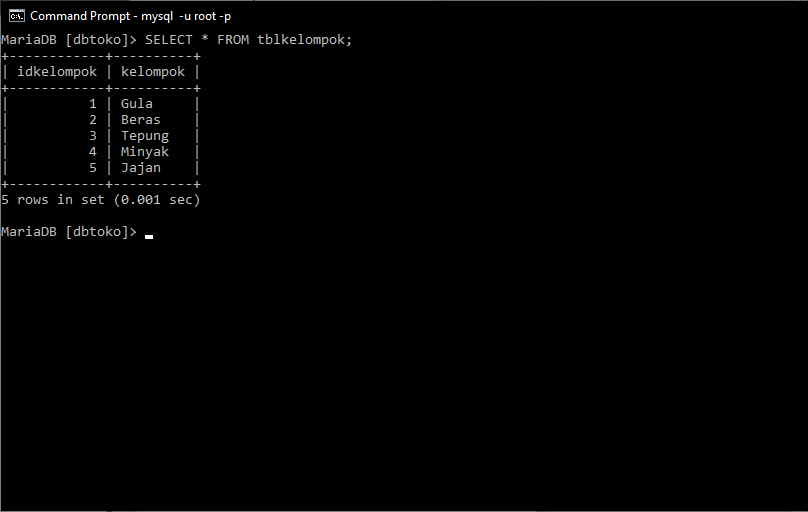 Command Prompt - mysql  -u root -p
MariaDB [dbtoko]> SELECT * FROM tblkelompok;
+------------+----------+
| idkelompok | kelompok |
+------------+----------+
|          1 | Gula     |
|          2 | Beras    |
|          3 | Tepung   |
|          4 | Minyak   |
|          5 | Jajan    |
+------------+----------+
5 rows in set (0.001 sec)
MariaDB [dbtoko]>